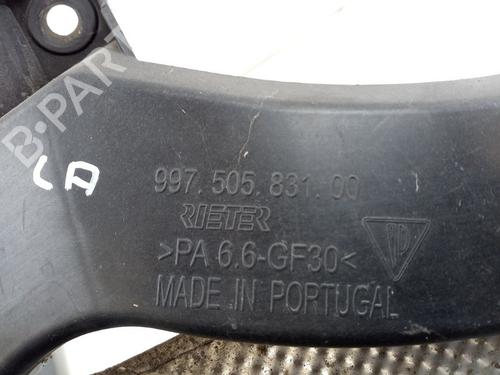 B-PART
LA
997.505.831.00
RIETER
>PA 6.6-GF30<
MADE IN PORTUGAL